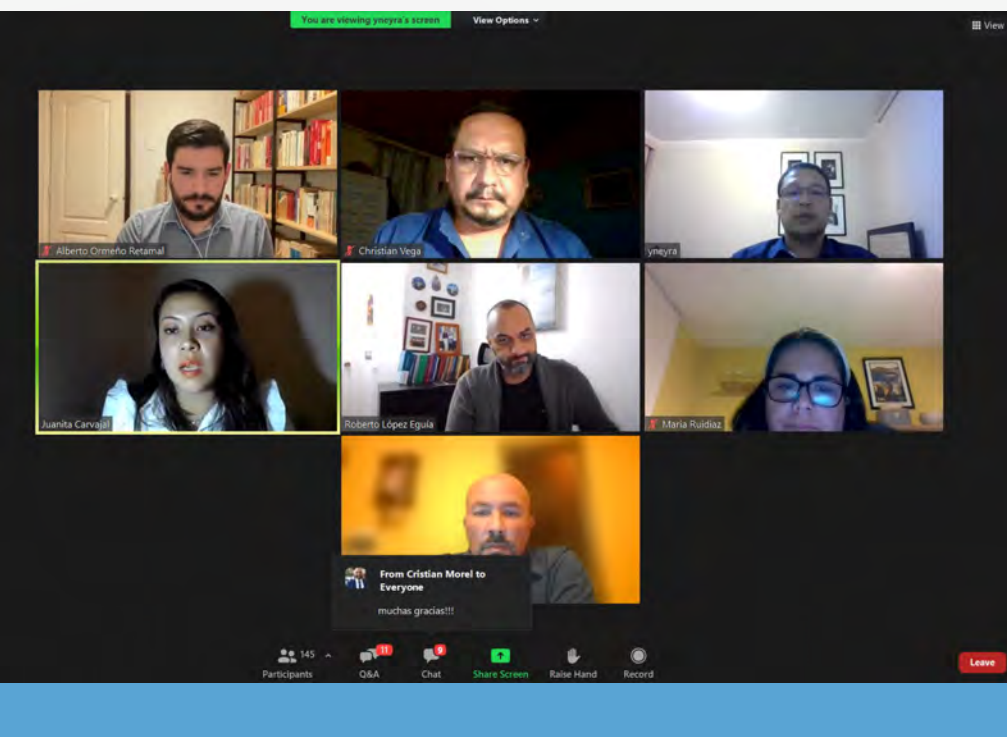 You are viewing yneyra's screen
View Options
View
Alberto Ormeño Retamal
Christian Vega
yneyra
Juanita Carvajal
Roberto López Eguía
Maria Ruidiaz
From Cristian Morel to
Everyone
muchas gracias!!!
145
11
9
Participants
Q&A
Chat
Share Screen
Raise Hand
Record
Leave